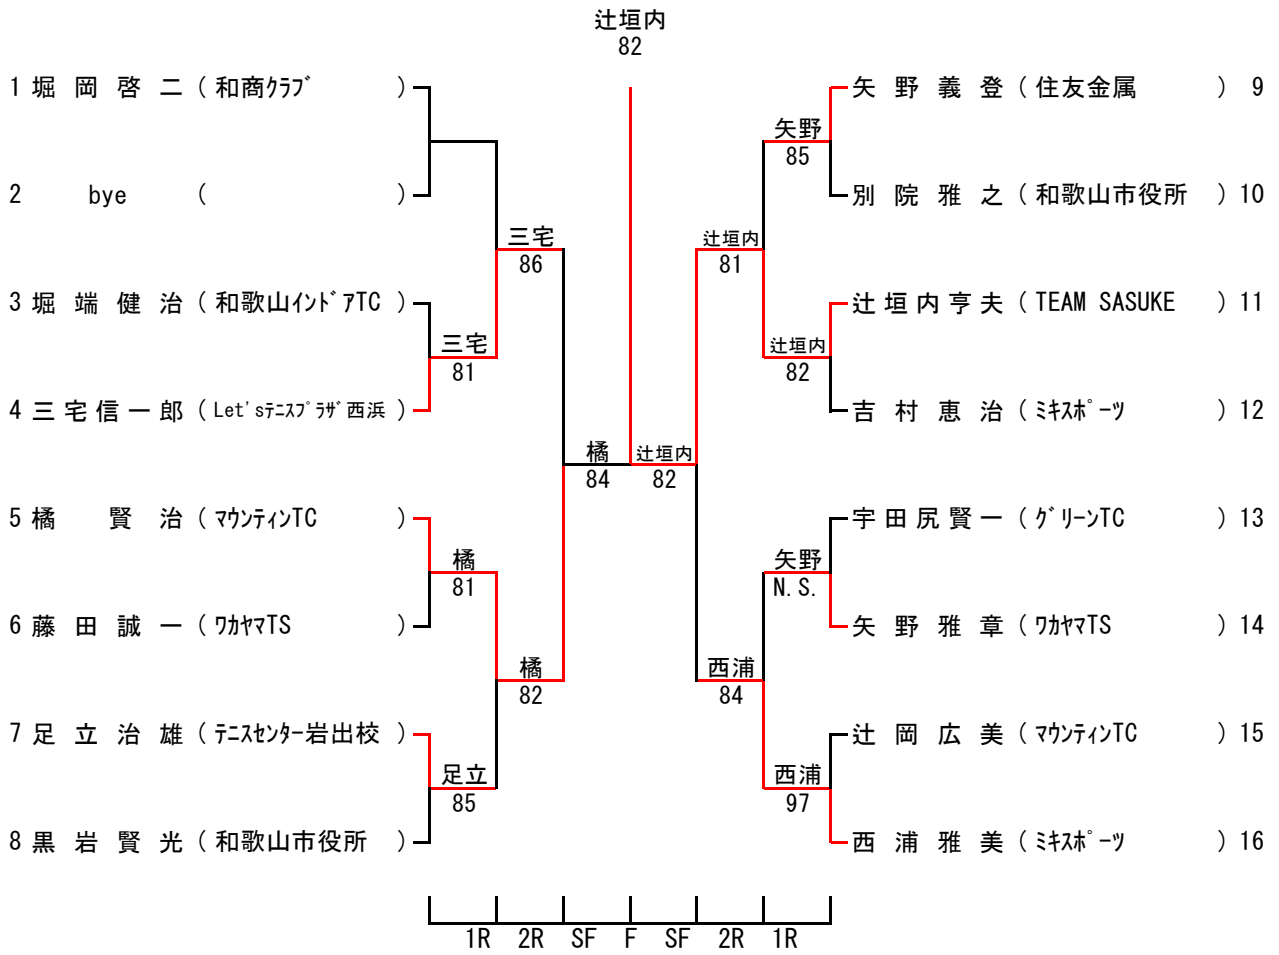 辻垣内
82
1 堀 岡 啓 二 ( 和商ｸﾗﾌﾞ )
矢 野 義 登 ( 住友金属 ) 9
矢野
85
2 bye ( )
別 院 雅 之 ( 和歌山市役所 ) 10
三宅
86
辻垣内
81
3 堀 端 健 治 ( 和歌山ｲﾝﾄﾞｱTC )
辻 垣 内 亨 夫 ( TEAM SASUKE ) 11
三宅
81
辻垣内
82
4 三 宅 信 一 郎 ( Let'sﾃﾆｽﾌﾟﾗｻﾞ西浜 )
吉 村 恵 治 ( ﾐｷｽﾎﾟｰﾂ ) 12
橘
84
辻垣内
82
5 橘 賢 治 ( ﾏｳﾝﾃｨﾝTC )
宇 田 尻 賢 一 ( ｸﾞﾘｰﾝTC ) 13
橘
81
矢野
N.S.
6 藤 田 誠 一 ( ﾜｶﾔﾏTS )
矢 野 雅 章 ( ﾜｶﾔﾏTS ) 14
橘
82
西浦
84
7 足 立 治 雄 ( ﾃﾆｽｾﾝﾀｰ岩出校 )
辻 岡 広 美 ( ﾏｳﾝﾃｨﾝTC ) 15
足立
85
西浦
97
8 黒 岩 賢 光 ( 和歌山市役所 )
西 浦 雅 美 ( ﾐｷｽﾎﾟｰﾂ ) 16
1R 2R SF F SF 2R 1R